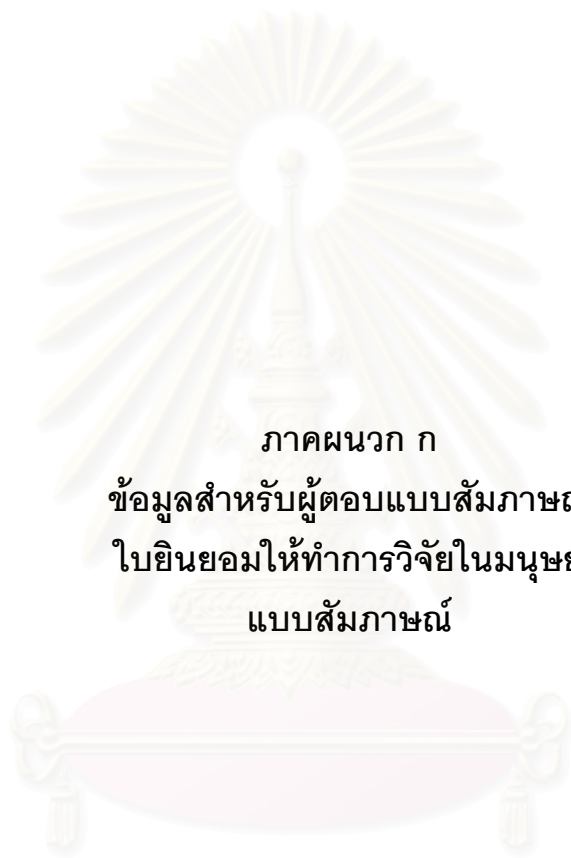 ภาคผนวก ก
ข้อมูลสำหรับผู้ตอบแบบสัมภาษณ
ใบยินยอมให้ทำการวิจัยในมนุษย
แบบสัมภาษณ์